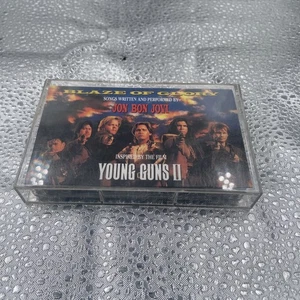 BLAZE OF GLORY
SONGS WRITTEN AND PERFORMED BY
JON BON JOVI
INSPIRED BY THE FILM
YOUNG GUNS II